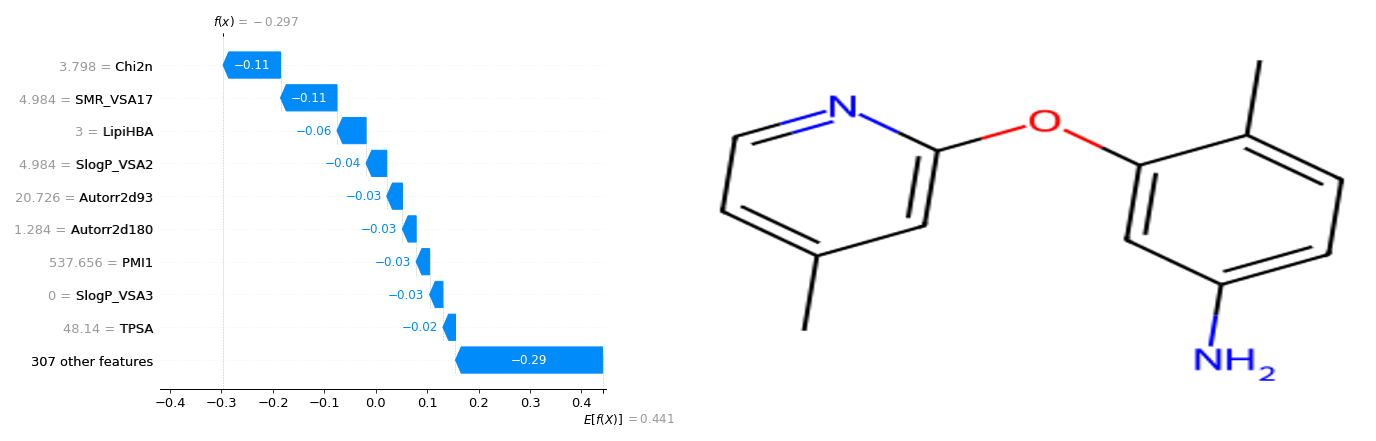 f(x) = −0.297
3.798 = Chi2n −0.11
4.984 = SMR_VSA17 −0.11
3 = LipiHBA −0.06
4.984 = SlogP_VSA2 −0.04
20.726 = Autorr2d93 −0.03
1.284 = Autorr2d180 −0.03
537.656 = PMI1 −0.03
0 = SlogP_VSA3 −0.03
48.14 = TPSA −0.02
307 other features −0.29
−0.4 −0.3 −0.2 −0.1 0.0 0.1 0.2 0.3 0.4
E[f(X)] = 0.441
N
O
NH2